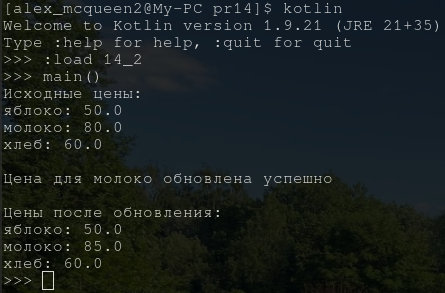 [alex_mcqueen2@My-PC pr14]$ kotlin
Welcome to Kotlin version 1.9.21 (JRE 21+35)
Type :help for help, :quit for quit
>>> :load 14_2
>>> main()
Исходные цены:
яблоко: 50.0
молоко: 80.0
хлеб: 60.0
Цена для молоко обновлена успешно
Цены после обновления:
яблоко: 50.0
молоко: 85.0
хлеб: 60.0
>>>